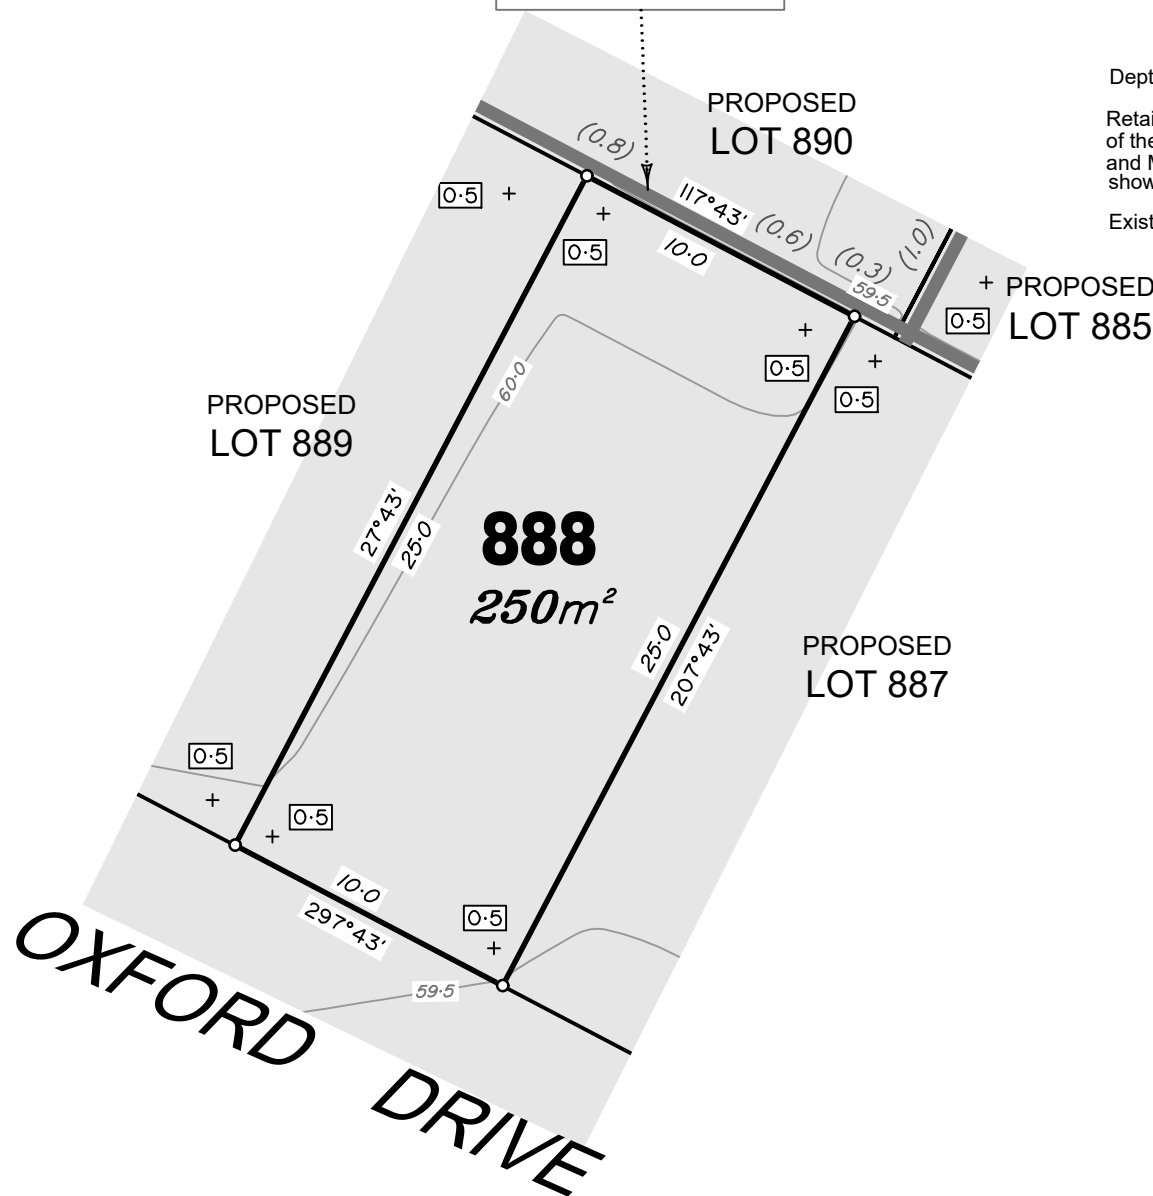 PROPOSED
LOT 890
Dept
Retai
of the
and M
show
Exist
(0.8)
0·5
117°43'
(0.6)
(1.0)
(0.3)
10·0
0·5
59·5
PROPOSED
LOT 885
0·5
0·5
0·5
60·0
PROPOSED
LOT 889
27°43'
25·0
888
250m²
25·0
207°43'
PROPOSED
LOT 887
0·5
0·5
10·0
297°43'
0·5
59·5
OXFORD DRIVE